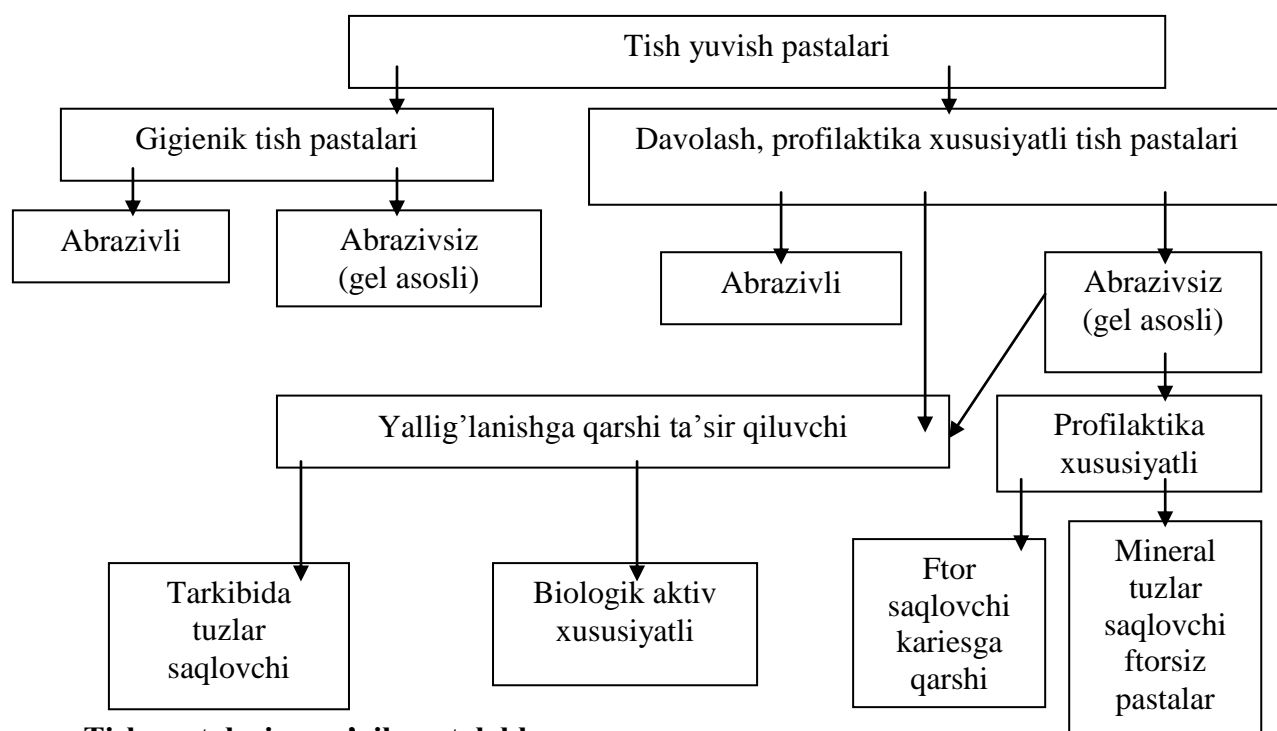 Tish yuvish pastalari
Gigienik tish pastalari
Davolash, profilaktika xususiyatli tish pastalari
Abrazivli
Abrazivsiz
(gel asosli)
Abrazivli
Abrazivsiz
(gel asosli)
Yallig’lanishga qarshi ta’sir qiluvchi
Profilaktika
xususiyatli
Tarkibida
tuzlar
saqlovchi
Biologik aktiv
xususiyatli
Ftor
saqlovchi
kariesga
qarshi
Mineral
tuzlar
saqlovchi
ftorsiz
pastalar